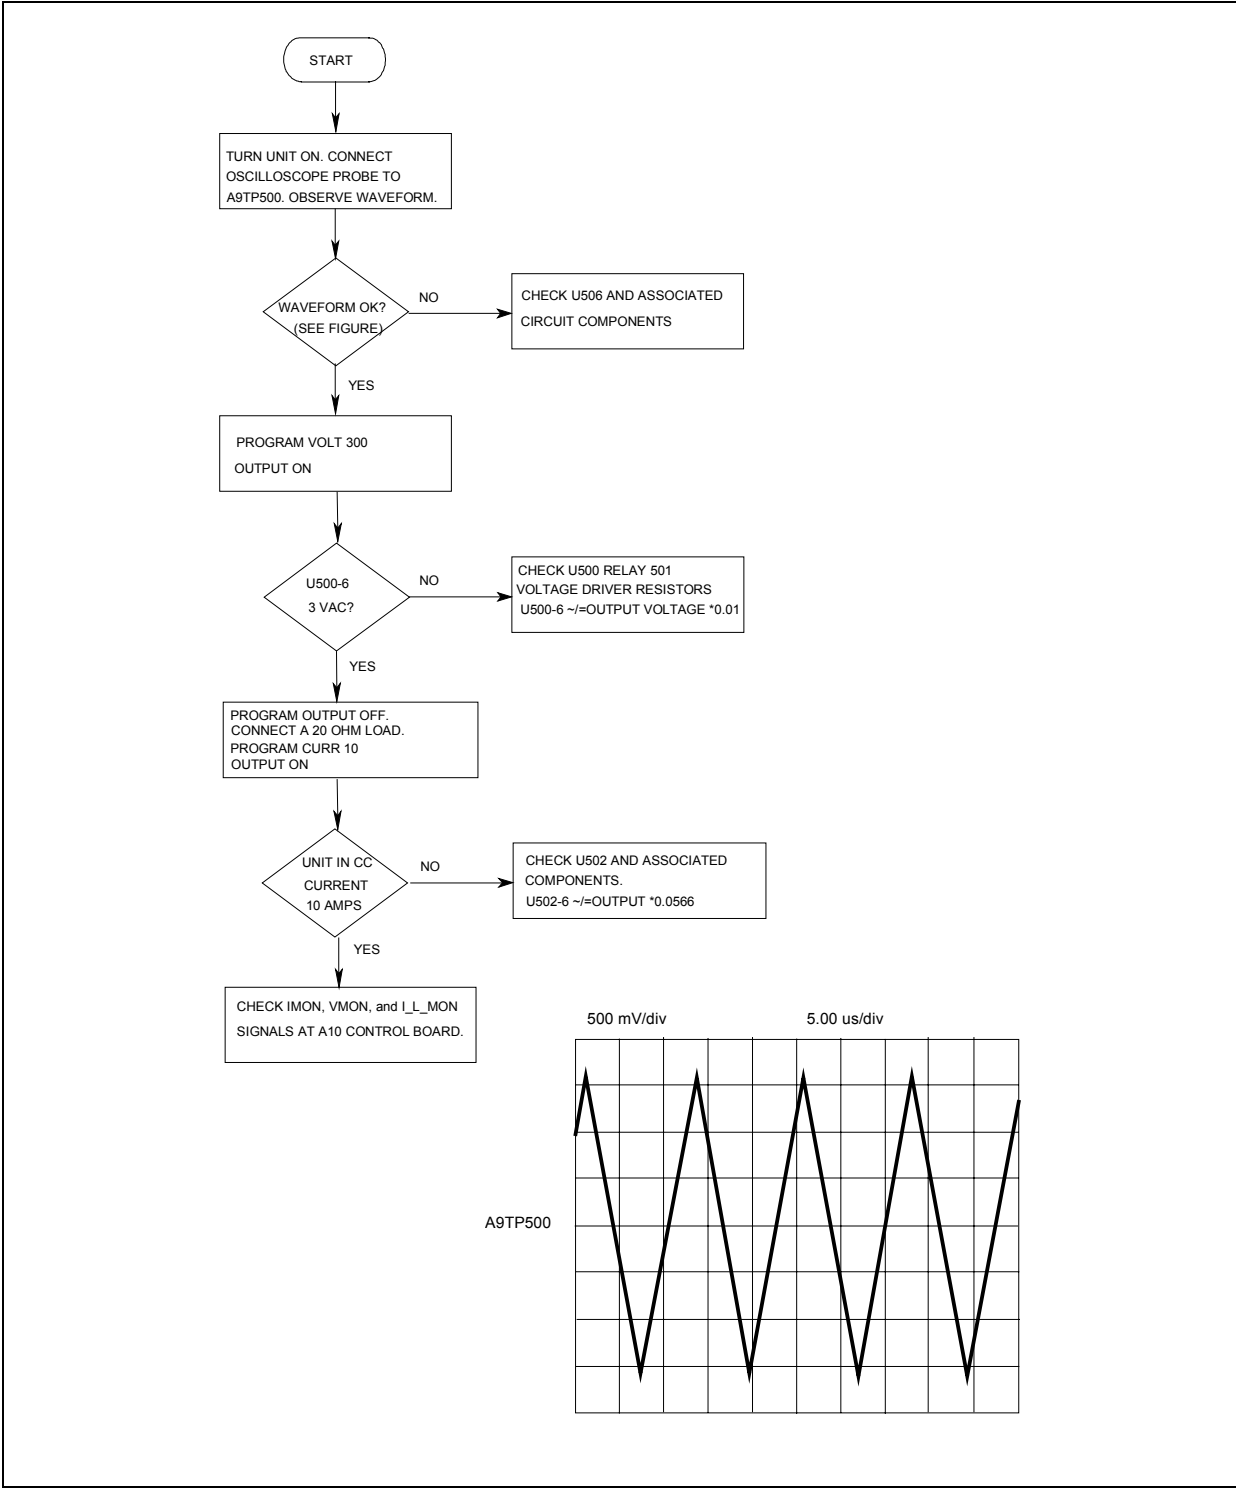 START
TURN UNIT ON. CONNECT
OSCILLOSCOPE PROBE TO
A9TP500. OBSERVE WAVEFORM.
WAVEFORM OK?
(SEE FIGURE)
NO
CHECK U506 AND ASSOCIATED
CIRCUIT COMPONENTS
YES
PROGRAM VOLT 300
OUTPUT ON
U500-6
3 VAC?
NO
CHECK U500 RELAY 501
VOLTAGE DRIVER RESISTORS
U500-6 ~/=OUTPUT VOLTAGE *0.01
YES
PROGRAM OUTPUT OFF.
CONNECT A 20 OHM LOAD.
PROGRAM CURR 10
OUTPUT ON
UNIT IN CC
CURRENT
10 AMPS
NO
CHECK U502 AND ASSOCIATED
COMPONENTS.
U502-6 ~/=OUTPUT *0.0566
YES
CHECK IMON, VMON, and I_L_MON
SIGNALS AT A10 CONTROL BOARD.
500 mV/div
5.00 us/div
A9TP500